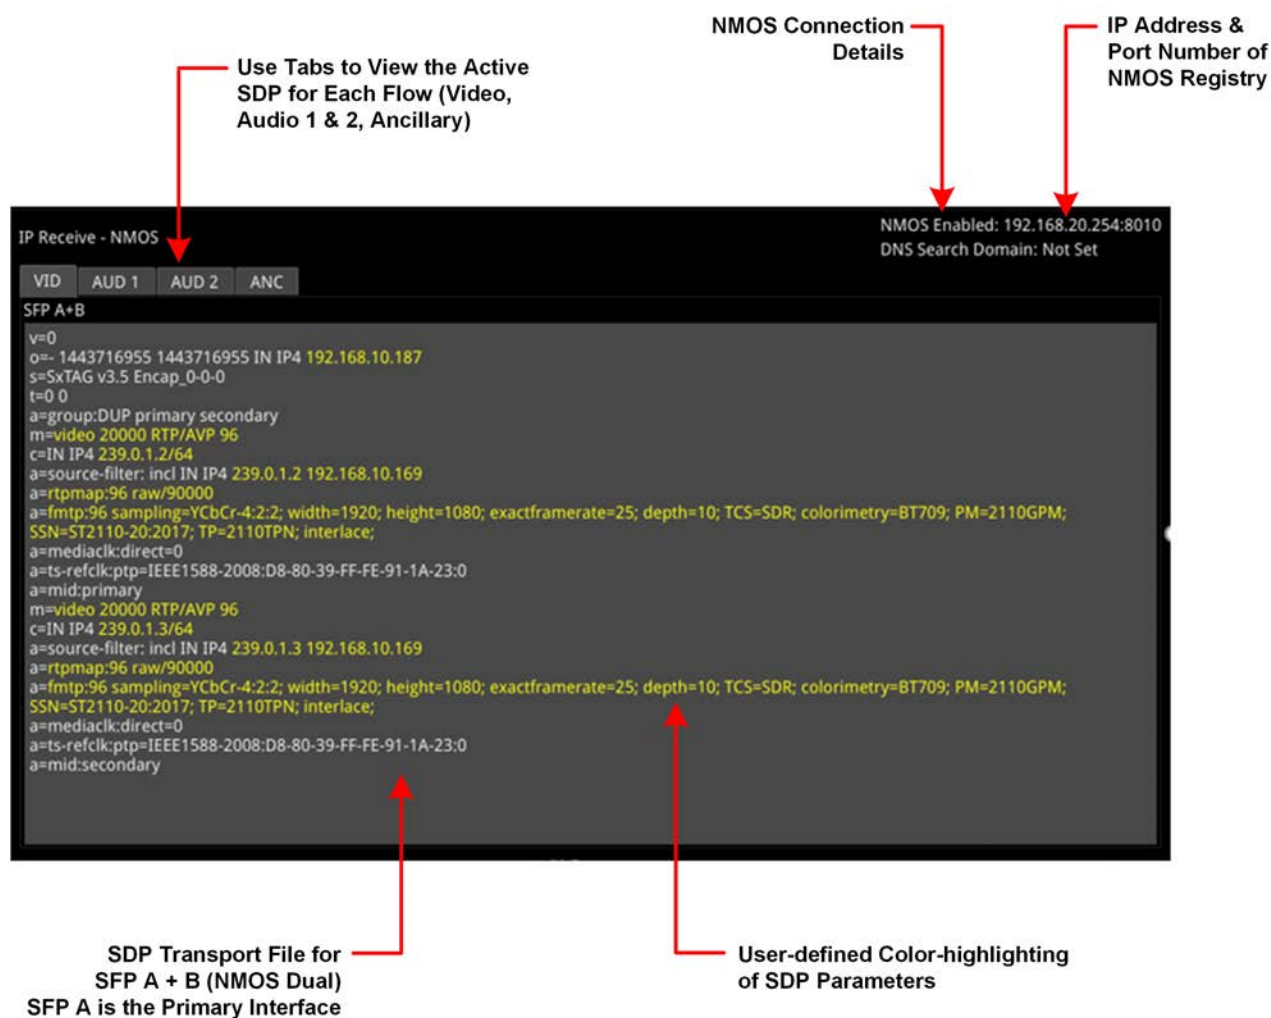 NMOS Connection
Details
IP Address &
Port Number of
NMOS Registry
Use Tabs to View the Active
SDP for Each Flow (Video,
Audio 1 & 2, Ancillary)
IP Receive - NMOS
NMOS Enabled: 192.168.20.254:8010
DNS Search Domain: Not Set
VID AUD 1 AUD 2 ANC
SFP A+B
v=0
o=- 1443716955 1443716955 IN IP4 192.168.10.187
s=SxTAG v3.5 Encap_0-0-0
t=0 0
a=group:DUP primary secondary
m=video 20000 RTP/AVP 96
c=IN IP4 239.0.1.2/64
a=source-filter: incl IN IP4 239.0.1.2 192.168.10.169
a=rtpmap:96 raw/90000
a=fmtp:96 sampling=YCbCr-4:2:2; width=1920; height=1080; exactframerate=25; depth=10; TCS=SDR; colorimetry=BT709; PM=2110GPM;
SSN=ST2110-20:2017; TP=2110TPN; interlace;
a=mediaclk:direct=0
a=ts-refclk:ptp=IEEE1588-2008:D8-80-39-FF-FE-91-1A-23:0
a=mid:primary
m=video 20000 RTP/AVP 96
c=IN IP4 239.0.1.3/64
a=source-filter: incl IN IP4 239.0.1.3 192.168.10.169
a=rtpmap:96 raw/90000
a=fmtp:96 sampling=YCbCr-4:2:2; width=1920; height=1080; exactframerate=25; depth=10; TCS=SDR; colorimetry=BT709; PM=2110GPM;
SSN=ST2110-20:2017; TP=2110TPN; interlace;
a=mediaclk:direct=0
a=ts-refclk:ptp=IEEE1588-2008:D8-80-39-FF-FE-91-1A-23:0
a=mid:secondary
SDP Transport File for
SFP A + B (NMOS Dual)
SFP A is the Primary Interface
User-defined Color-highlighting
of SDP Parameters